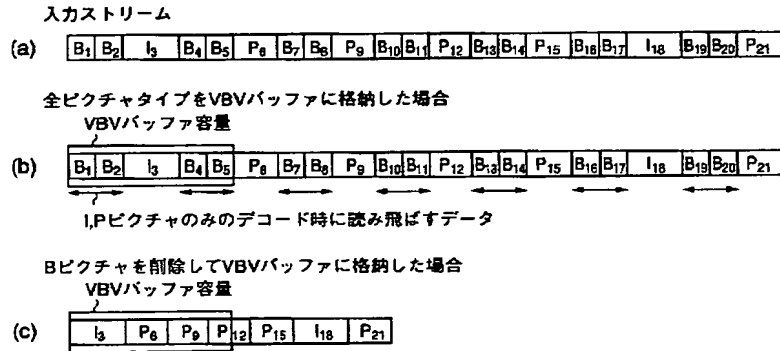 入力ストリーム
(a) B₁ B₂ I₃ B₄ B₅ P₆ B₇ B₈ P₉ B₁₀ B₁₁ P₁₂ B₁₃ B₁₄ P₁₅ B₁₆ B₁₇ I₁₈ B₁₉ B₂₀ P₂₁
全ピクチャタイプをVBVバッファに格納した場合
VBVバッファ容量
(b) B₁ B₂ I₃ B₄ B₅ P₆ B₇ B₈ P₉ B₁₀ B₁₁ P₁₂ B₁₃ B₁₄ P₁₅ B₁₆ B₁₇ I₁₈ B₁₉ B₂₀ P₂₁
I,Pピクチャのみのデコード時に読み飛ばすデータ
Bピクチャを削除してVBVバッファに格納した場合
VBVバッファ容量
(c) I₃ P₆ P₉ P₁₂ P₁₅ I₁₈ P₂₁